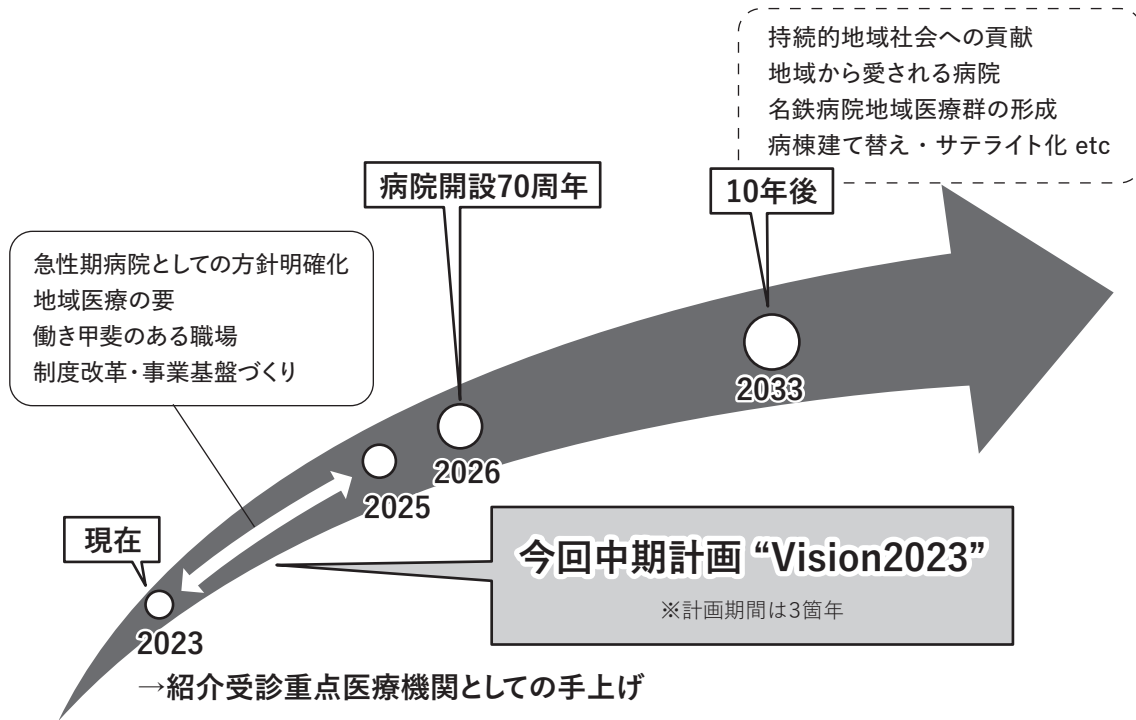 持続的地域社会への貢献
地域から愛される病院
名鉄病院地域医療群の形成
病棟建て替え・サテライト化 etc
病院開設70周年
10年後
急性期病院としての方針明確化
地域医療の要
働き甲斐のある職場
制度改革・事業基盤づくり
2033
2026
2025
現在
今回中期計画 “Vision2023”
※計画期間は3箇年
2023
→紹介受診重点医療機関としての手上げ